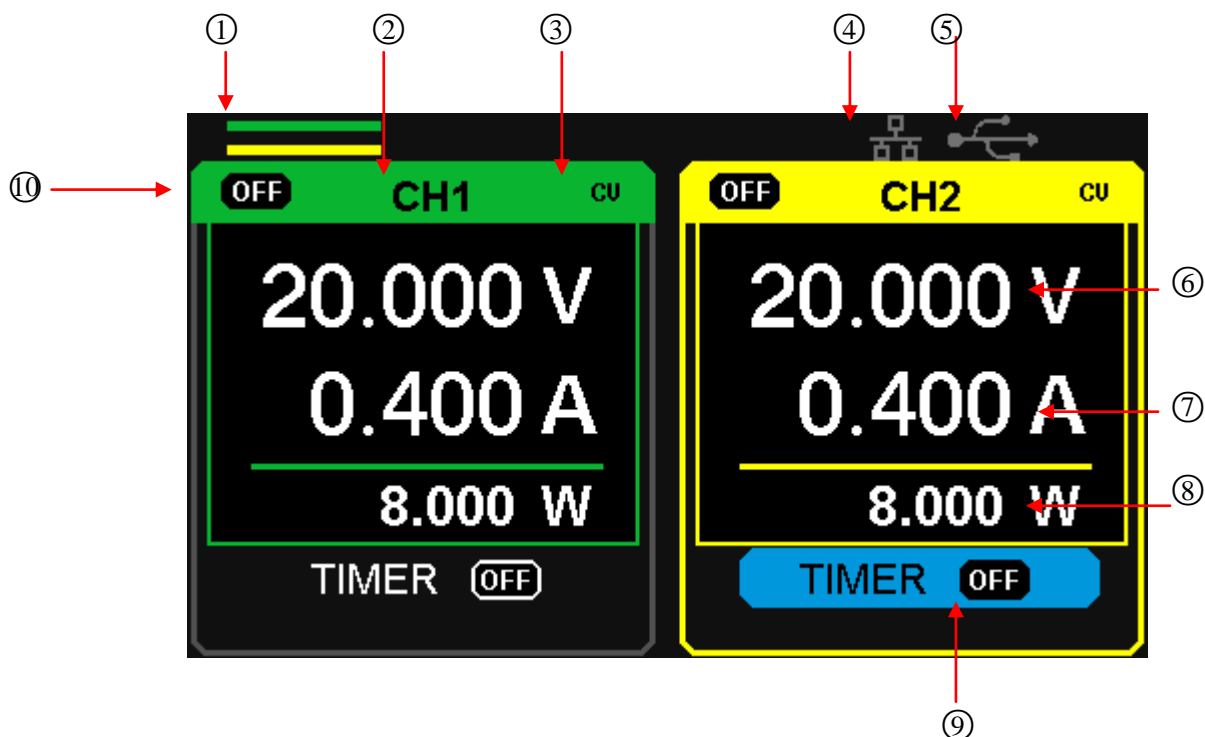 ① ② ③ ④ ⑤
⑩ OFF CH1 CV OFF CH2 CV
20.000 V 20.000 V ⑥
0.400 A 0.400 A ⑦
8.000 W 8.000 W ⑧
TIMER OFF TIMER OFF
⑨